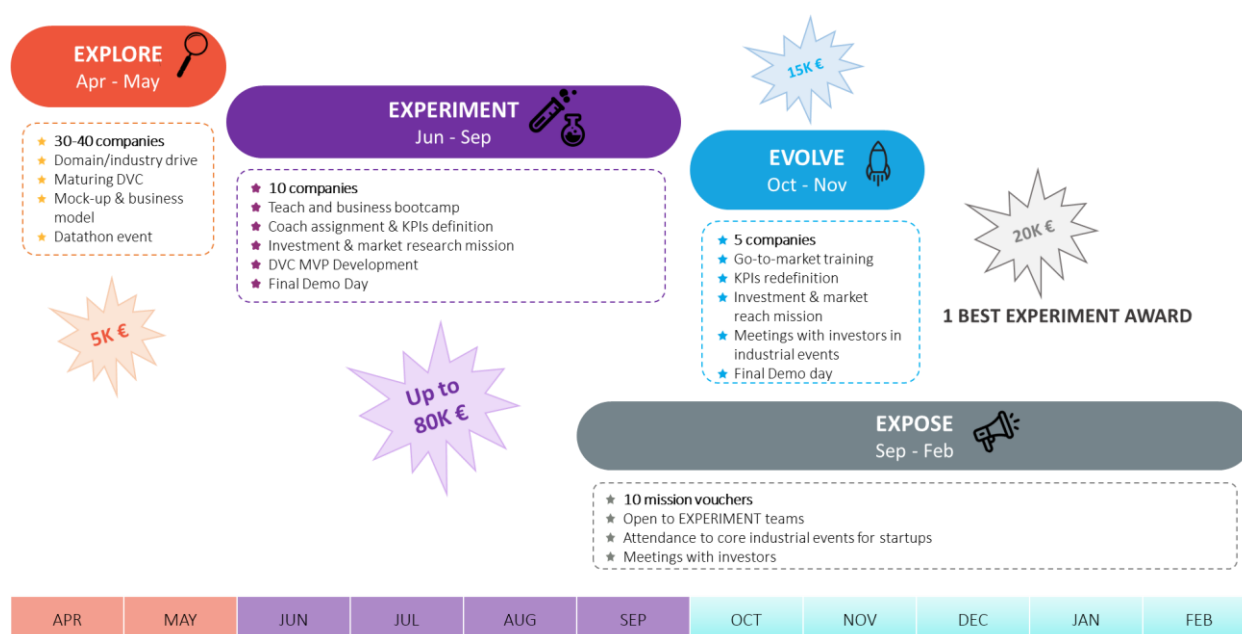 EXPLORE
Apr - May
30-40 companies
Domain/industry drive
Maturing DVC
Mock-up & business
model
Datathon event
5K €
EXPERIMENT
Jun - Sep
10 companies
Teach and business bootcamp
Coach assignment & KPIs definition
Investment & market research mission
DVC MVP Development
Final Demo Day
Up to
80K €
15K €
EVOLVE
Oct - Nov
5 companies
Go-to-market training
KPIs redefinition
Investment & market
reach mission
Meetings with investors in
industrial events
Final Demo day
20K €
1 BEST EXPERIMENT AWARD
EXPOSE
Sep - Feb
10 mission vouchers
Open to EXPERIMENT teams
Attendance to core industrial events for startups
Meetings with investors
APR MAY JUN JUL AUG SEP OCT NOV DEC JAN FEB